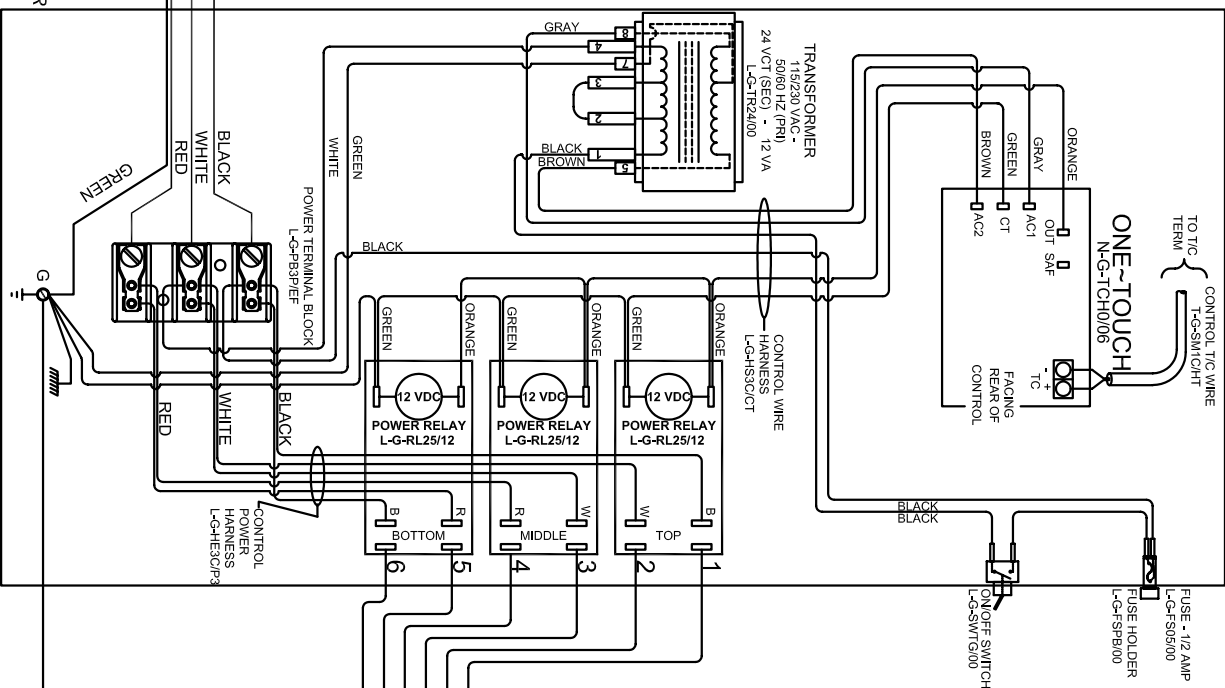 R
GRAY
8
4
7
3
2
1
5
BLACK
BROWN
TRANSFORMER
115/230 VAC -
50/60 HZ (PRI)
24 VCT (SEC) - 12 VA
L-G-TR24/00
ORANGE
GRAY
GREEN
BROWN
OUT SAF
AC1
CT
AC2
ONE~TOUCH
N-G-TCH0/06
TO T/C
TERM
CONTROL T/C WIRE
T-G-SM1C/HT
- +
TC
FACING
REAR OF
CONTROL
GREEN
WHITE
BLACK
WHITE
RED
GREEN
POWER TERMINAL BLOCK
L-G-PB3P/EF
BLACK
G
GREEN
ORANGE
GREEN
ORANGE
GREEN
ORANGE
CONTROL WIRE
HARNESS
L-G-HS3C/CT
12 VDC
POWER RELAY
L-G-RL25/12
12 VDC
POWER RELAY
L-G-RL25/12
12 VDC
POWER RELAY
L-G-RL25/12
RED
WHITE
BLACK
CONTROL
POWER
HARNESS
L-G-HE3C/P3
B
R
BOTTOM
R
W
MIDDLE
W
B
TOP
6
5
4
3
2
1
BLACK
BLACK
ON/OFF SWITCH
L-G-SWTG/00
FUSE - 1/2 AMP
L-G-FS05/00
FUSE HOLDER
L-G-FSPB/00